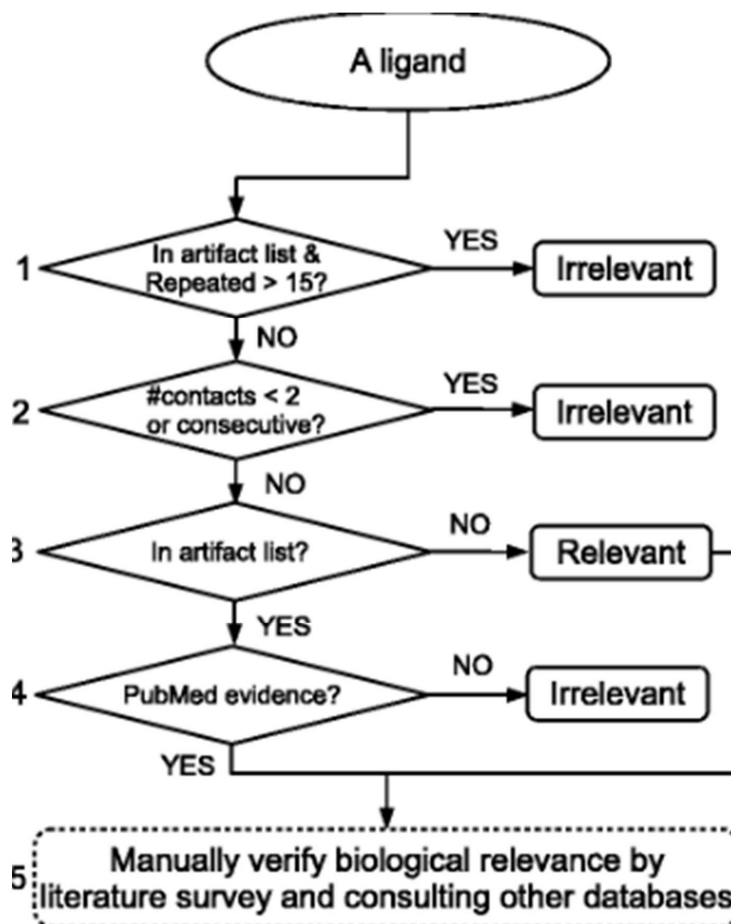 A ligand
1
In artifact list &
Repeated > 15?
YES
Irrelevant
NO
2
#contacts < 2
or consecutive?
YES
Irrelevant
NO
3
In artifact list?
NO
Relevant
YES
4
PubMed evidence?
NO
Irrelevant
YES
5
Manually verify biological relevance by
literature survey and consulting other databases